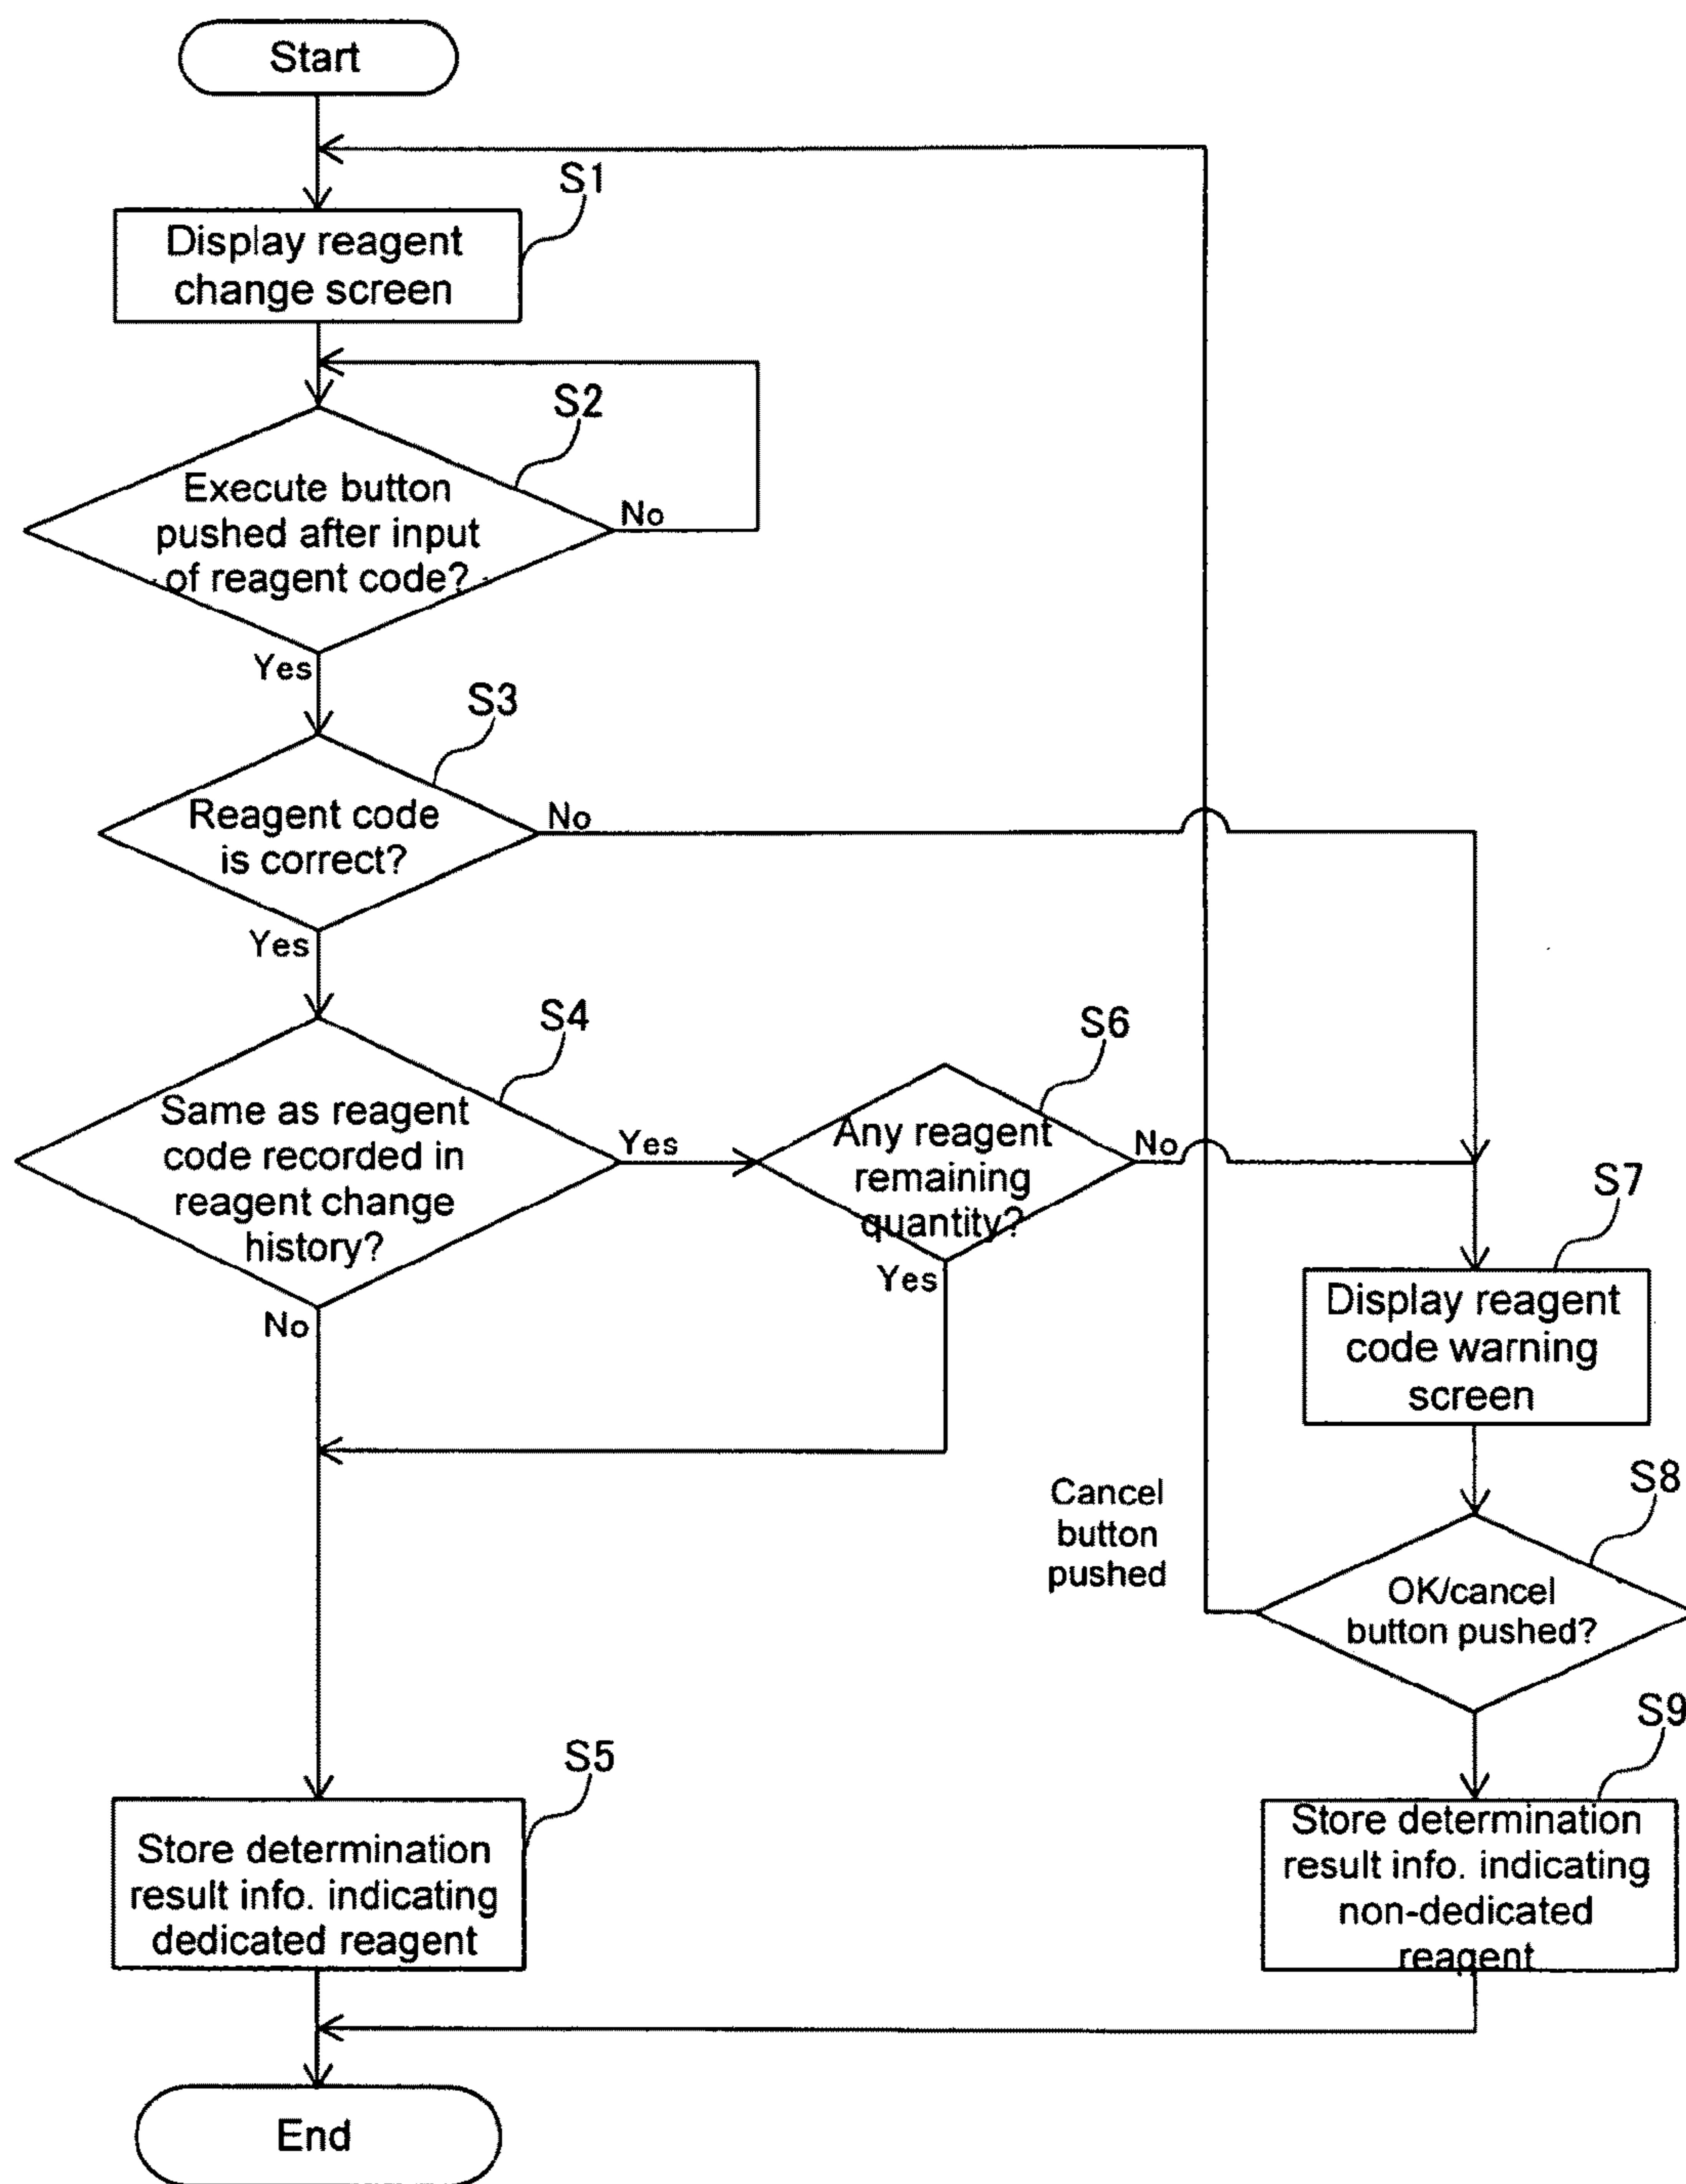 Start
S1
Display reagent
change screen
S2
Execute button
pushed after input
of reagent code?
No
Yes
S3
Reagent code
is correct?
No
Yes
S4
Same as reagent
code recorded in
reagent change
history?
Yes
No
S6
Any reagent
remaining
quantity?
No
Yes
S7
Display reagent
code warning
screen
Cancel
button
pushed
S8
OK/cancel
button pushed?
S5
Store determination
result info. indicating
dedicated reagent
S9
Store determination
result info. indicating
non-dedicated
reagent
End